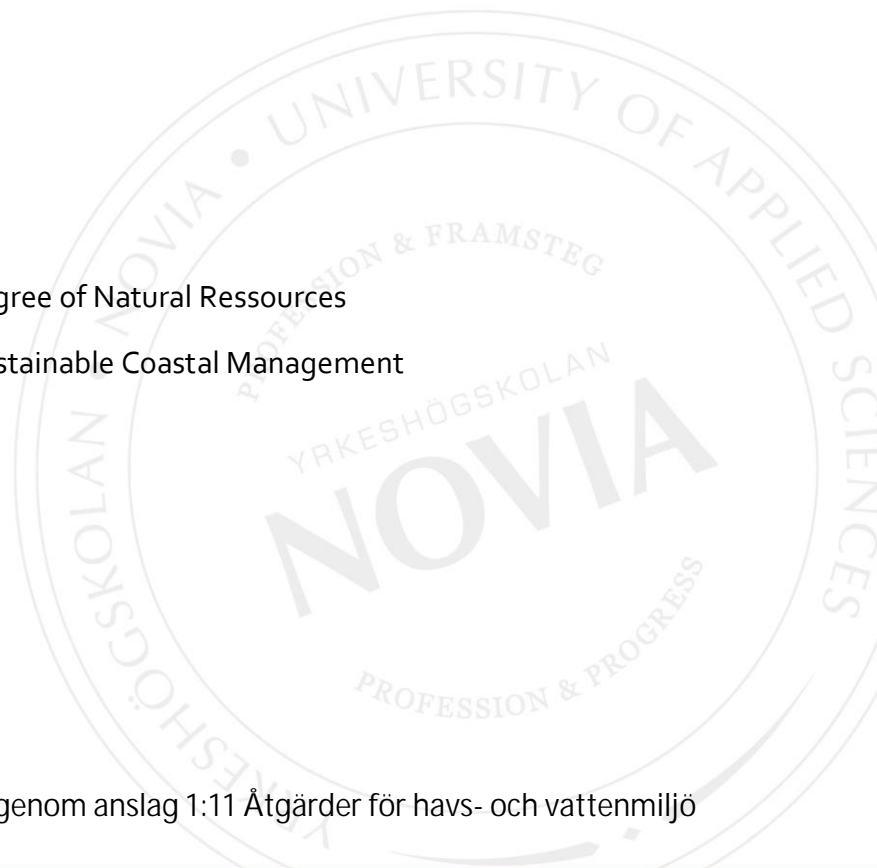 UNIVERSITY OF APPLIED SCIENCES
YRKESHÖGSKOLAN • NOVIA •
PROFESSION & FRAMSTEG
gree of Natural Ressources
stainable Coastal Management
YRKESHÖGSKOLAN
NOVIA
PROFESSION & PROGRESS
genom anslag 1:11 Åtgärder för havs- och vattenmiljö